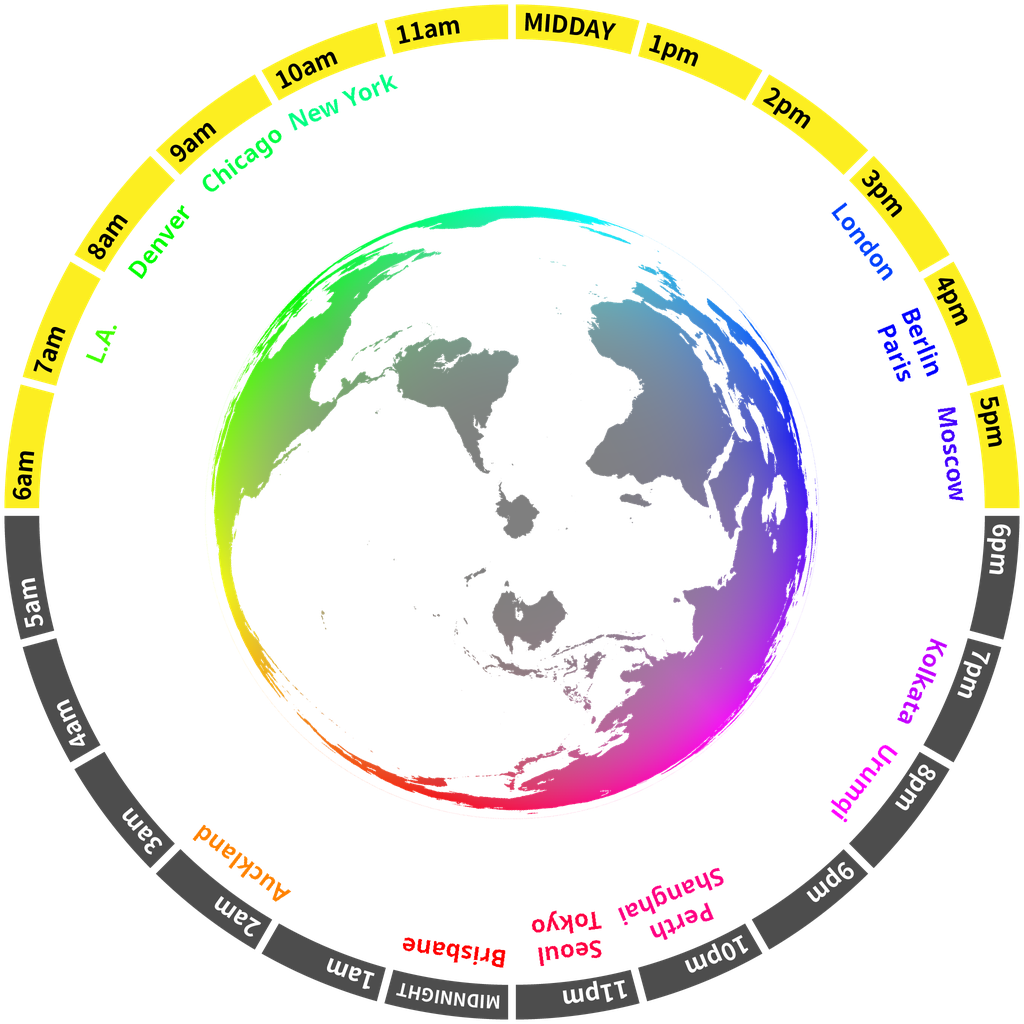 MIDDAY
1pm
2pm
3pm
4pm
5pm
6pm
7pm
8pm
9pm
10pm
11pm
MIDNNIGHT
1am
2am
3am
4am
5am
6am
7am
8am
9am
10am
11am
London
Berlin
Paris
Moscow
Kolkata
Urumqi
Shanghai
Perth
Tokyo
Seoul
Brisbane
Auckland
L.A.
Denver
Chicago
New York